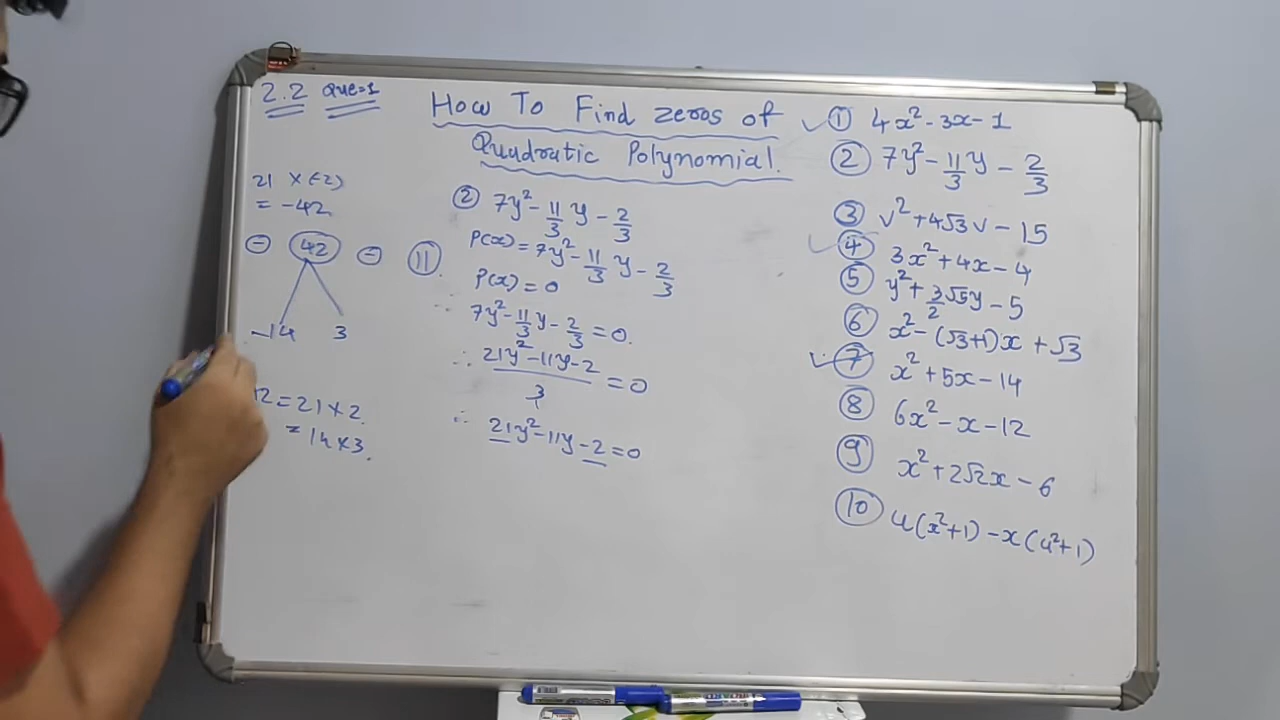 2.2 Que=1
How To Find zeros of
Quadratic Polynomial.
21 × (-2)
= -42
⊖ 42 ⊖ 11
-14 3
12 = 21 × 2.
= 14 × 3.
② 7y² - 11/3 y - 2/3
P(x) = 7y² - 11/3 y - 2/3
P(x) = 0
∴ 7y² - 11/3 y - 2/3 = 0.
∴ 21y² - 11y - 2 / 3 = 0
∴ 21y² - 11y - 2 = 0
✓ ① 4x² - 3x - 1
② 7y² - 11/3 y - 2/3
③ v² + 4√3v - 15
✓ ④ 3x² + 4x - 4
⑤ y² + 3/2 √5y - 5
⑥ x² - (√3+1)x + √3
✓ ⑦ x² + 5x - 14
⑧ 6x² - x - 12
⑨ x² + 2√2x - 6
⑩ 4(x²+1) - x(4²+1)